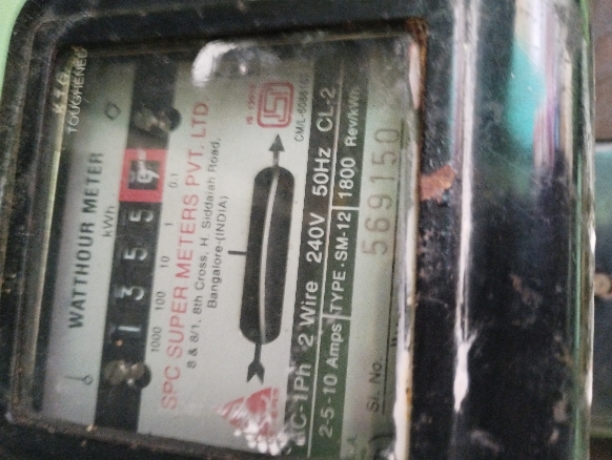 TOUGHENED
WATTHOUR METER
kWh
1 3 5 5
1000 100 10 1 0.1
SPC SUPER METERS PVT. LTD
8 & 8/1, 8th Cross, H. Siddaiah Road,
Bangalore-(INDIA)
AC-1Ph 2 Wire 240V 50Hz CL-2
2·5-10 Amps TYPE·SM-12 1800 Rev/kWh
Sl. No. 569150